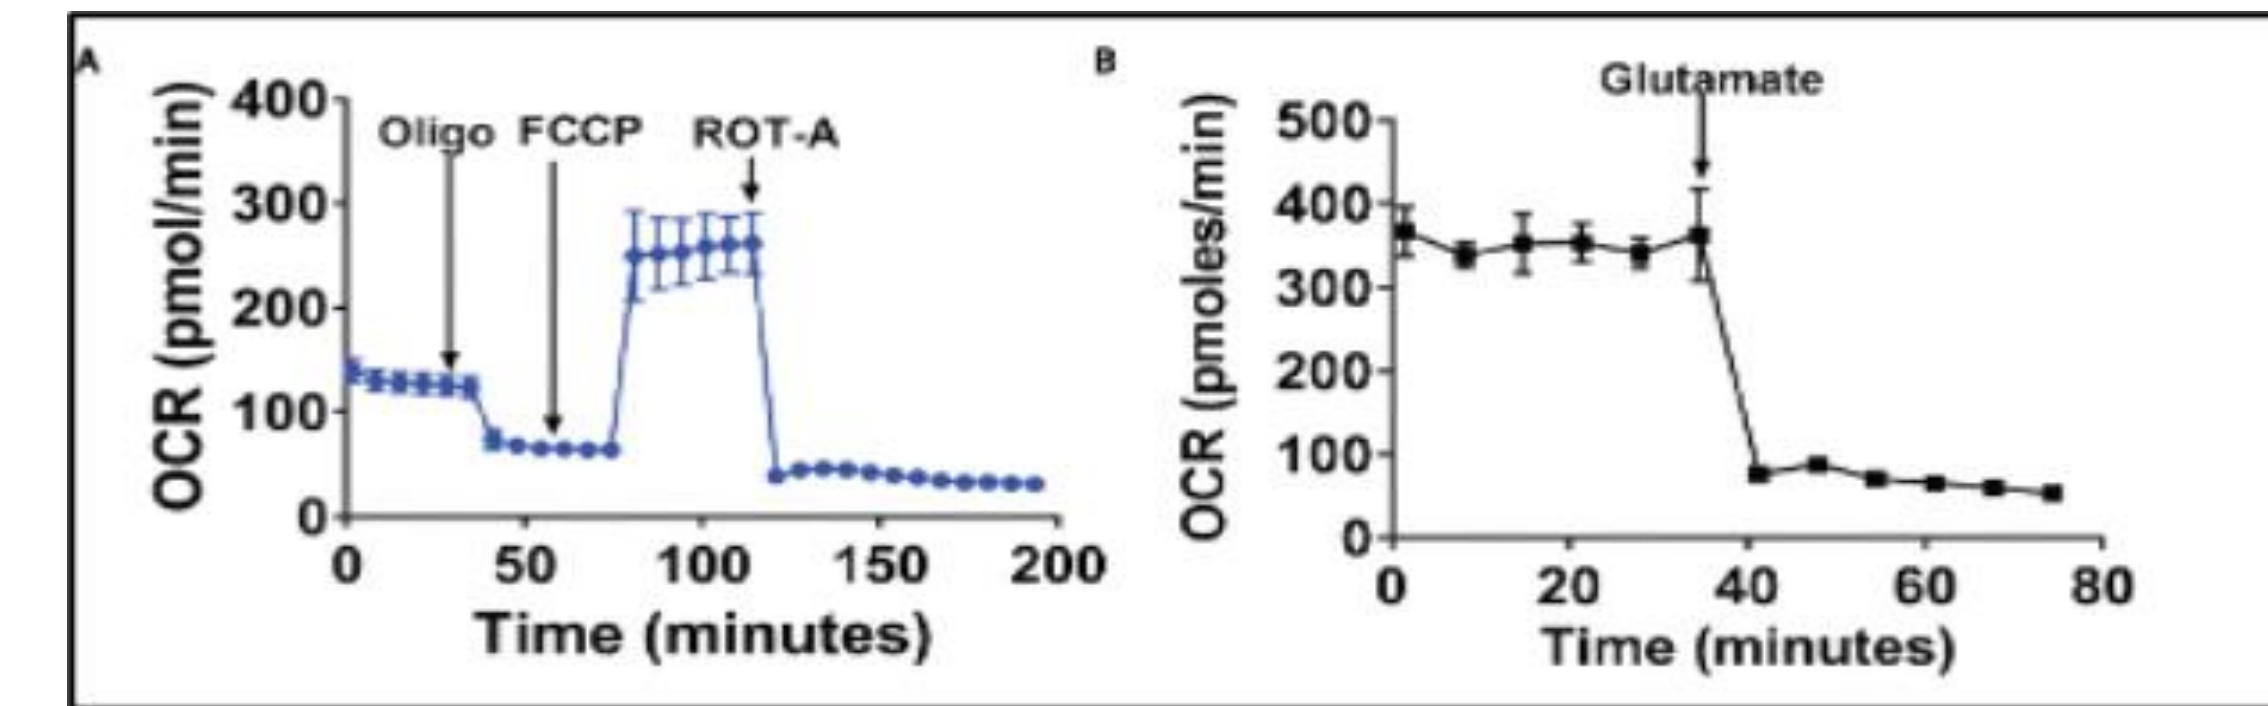 A
OCR (pmol/min)
400
300
200
100
0
Oligo FCCP ROT-A
0 50 100 150 200
Time (minutes)
B
Glutamate
OCR (pmoles/min)
500
400
300
200
100
0
0 20 40 60 80
Time (minutes)